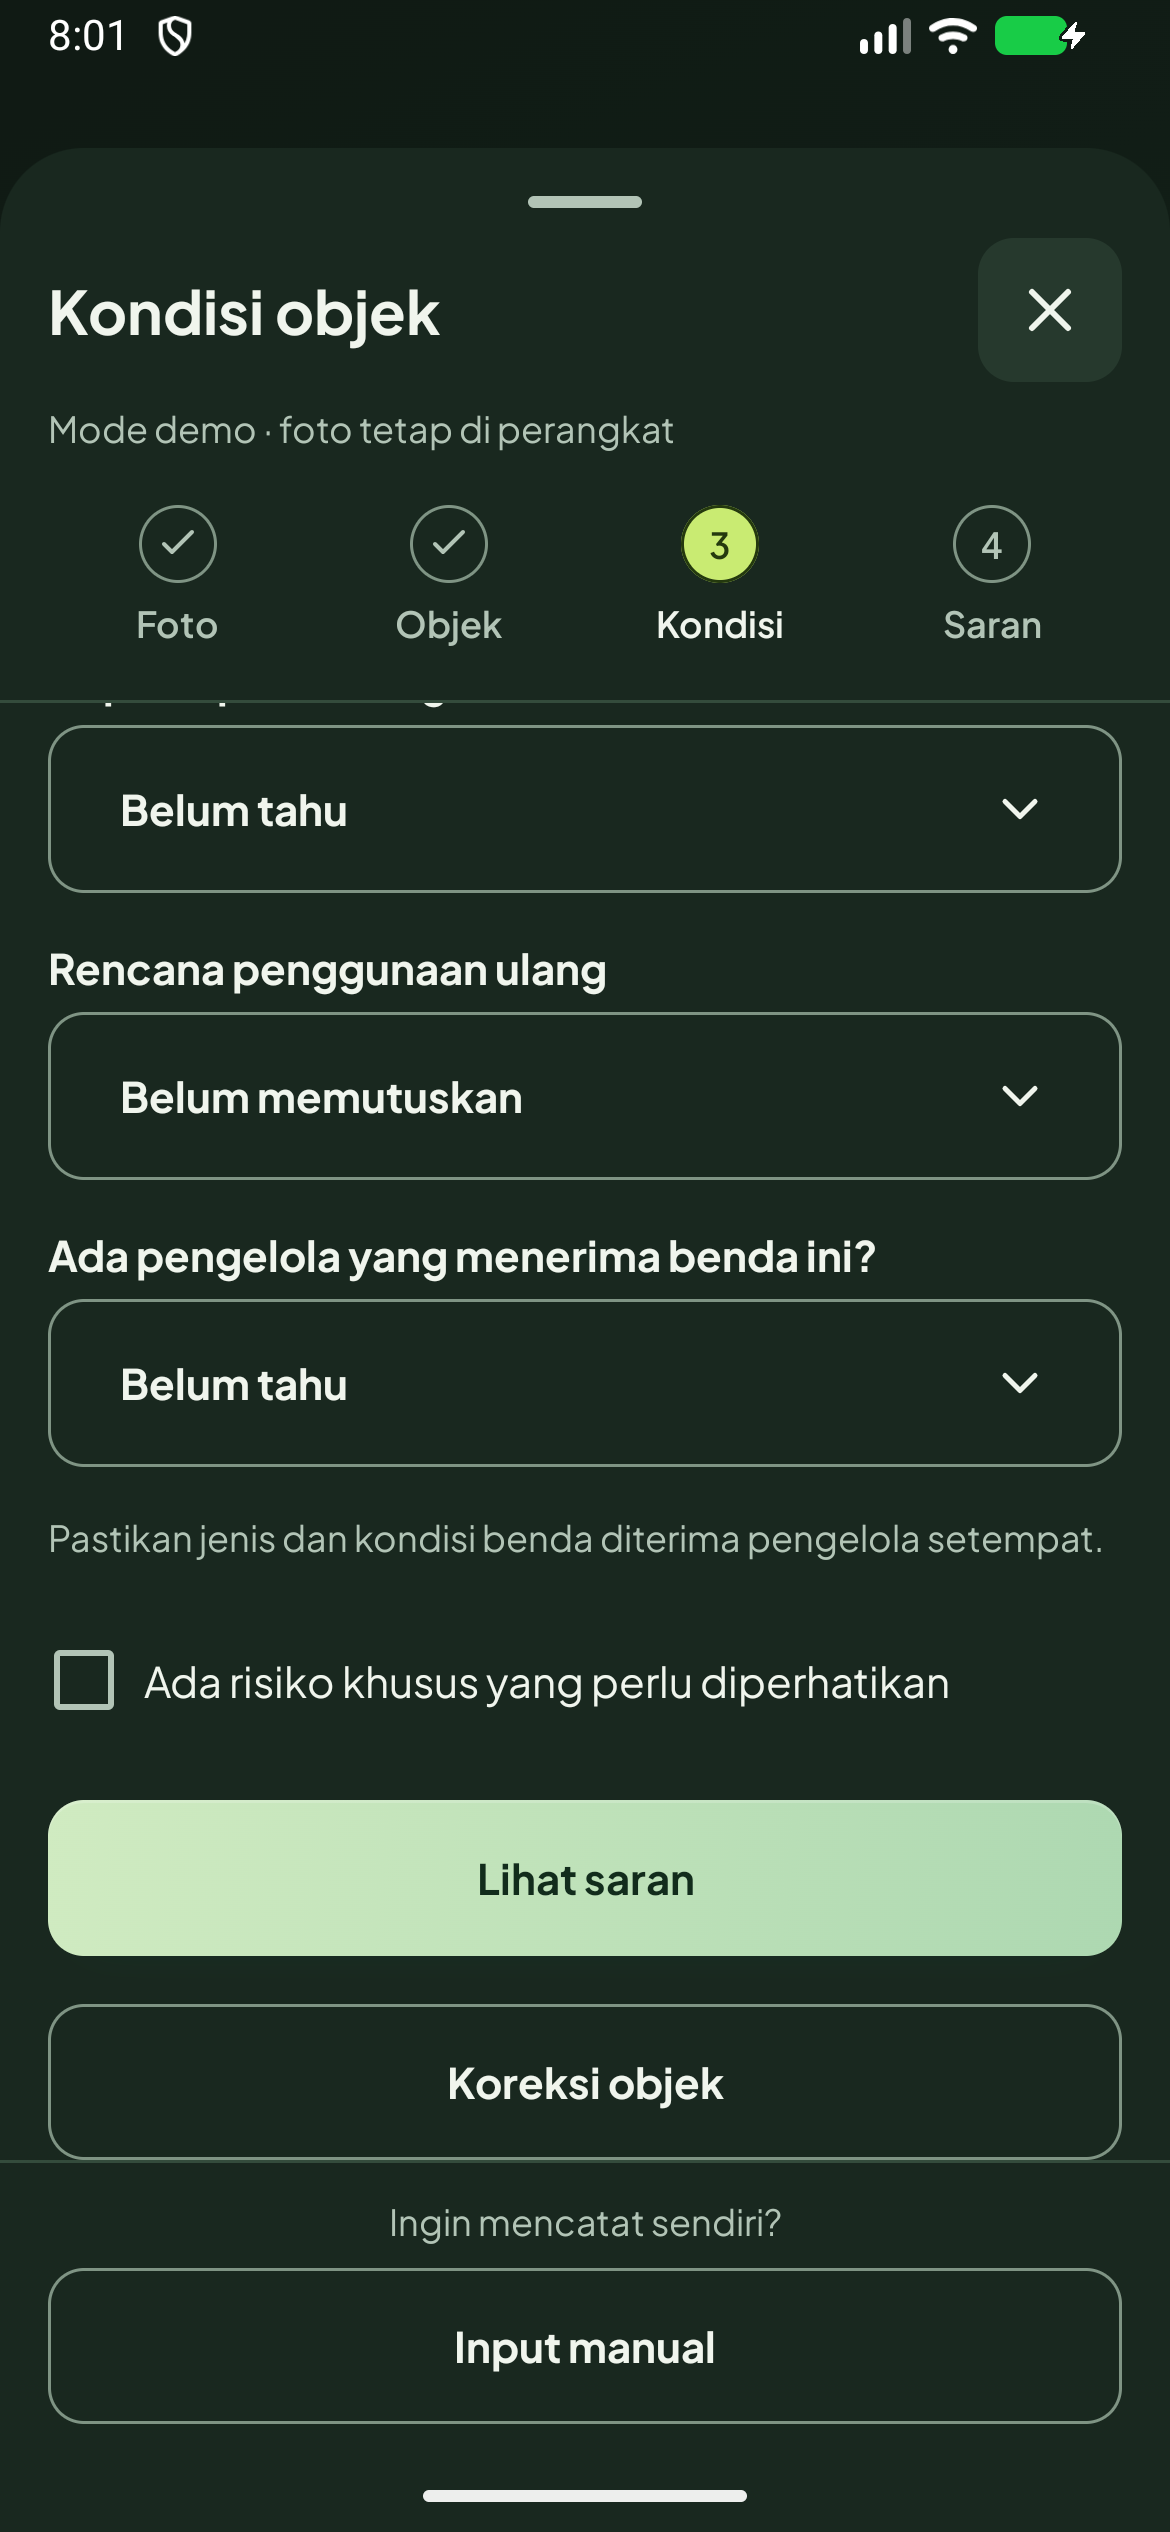 8:01
Kondisi objek
Mode demo · foto tetap di perangkat
3
4
Foto
Objek
Kondisi
Saran
Belum tahu
Rencana penggunaan ulang
Belum memutuskan
Ada pengelola yang menerima benda ini?
Belum tahu
Pastikan jenis dan kondisi benda diterima pengelola setempat.
Ada risiko khusus yang perlu diperhatikan
Lihat saran
Koreksi objek
Ingin mencatat sendiri?
Input manual